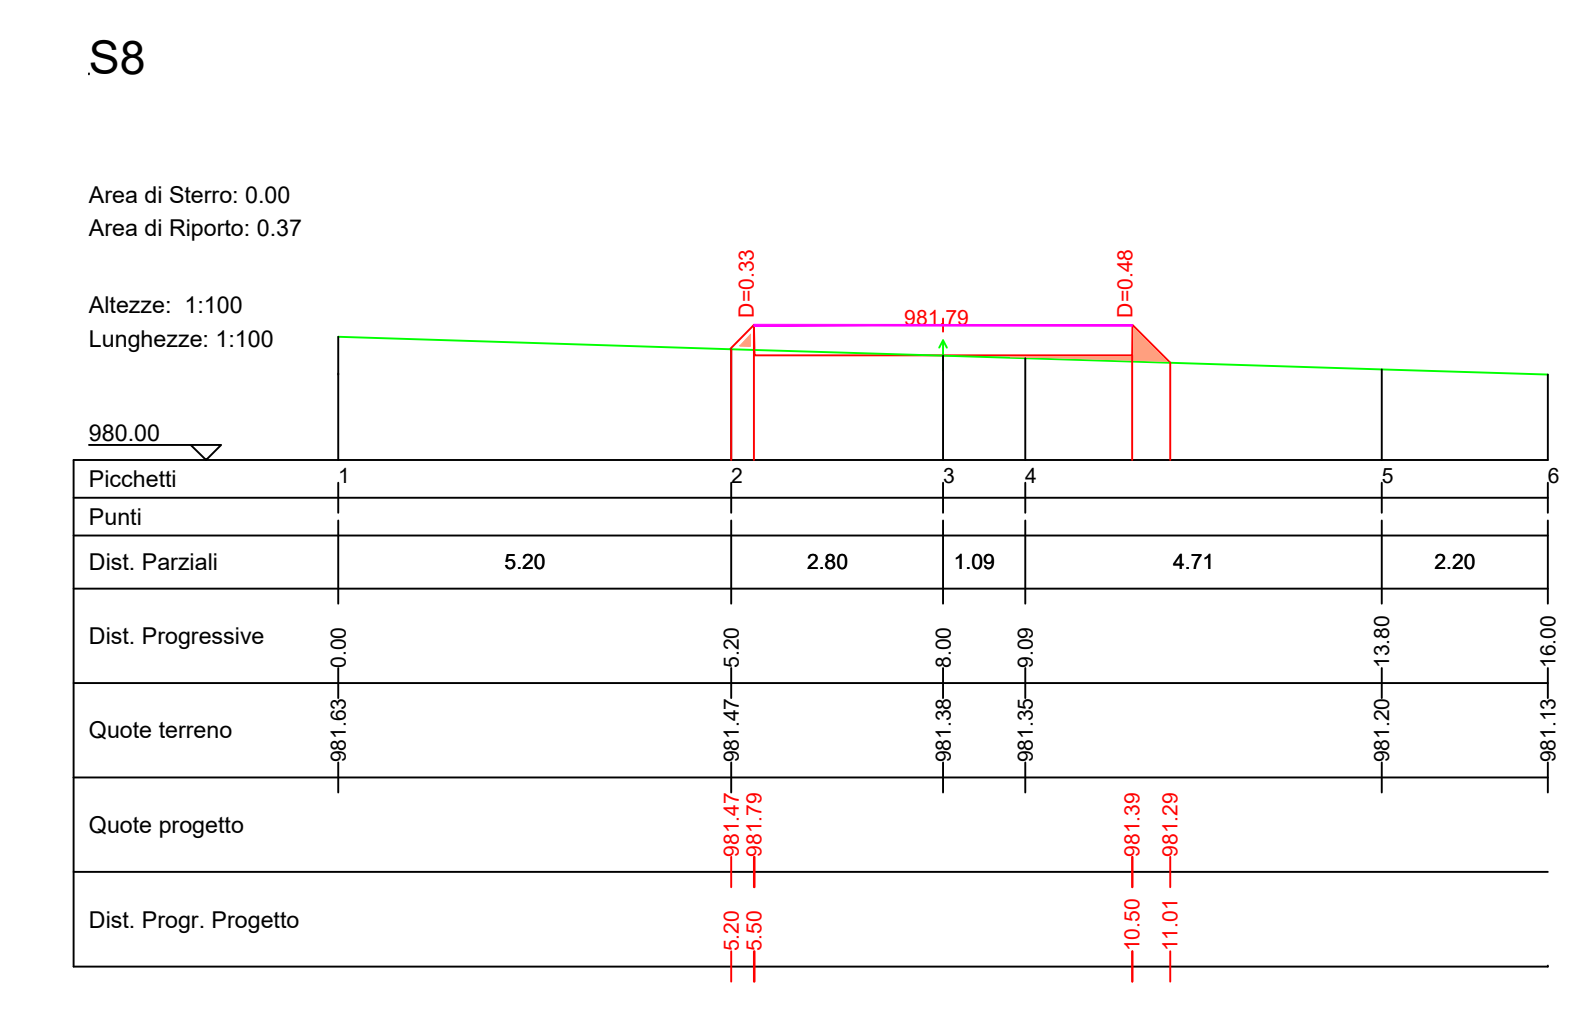 S8
Area di Sterro: 0.00
Area di Riporto: 0.37
Altezze: 1:100
Lunghezze: 1:100
D=0.33
D=0.48
981.79
980.00
Picchetti 1 2 3 4 5 6
Punti
Dist. Parziali 5.20 2.80 1.09 4.71 2.20
Dist. Progressive 0.00 5.20 8.00 9.09 13.80 16.00
Quote terreno 981.63 981.47 981.38 981.35 981.20 981.13
Quote progetto 981.47 981.79 981.39 981.29
Dist. Progr. Progetto 5.20 5.50 10.50 11.01